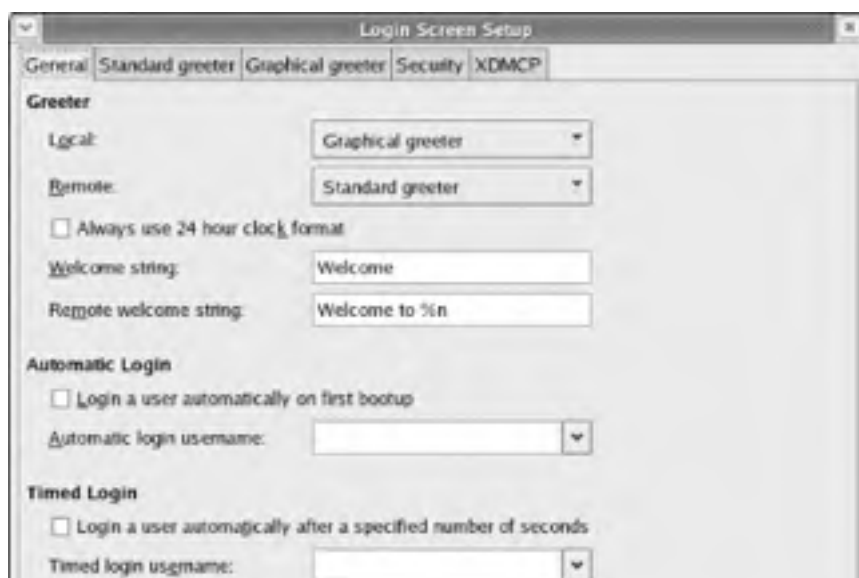 Login Screen Setup
General Standard greeter Graphical greeter Security XDMCP
Greeter
Local: Graphical greeter
Remote: Standard greeter
Always use 24 hour clock format
Welcome string: Welcome
Remote welcome string: Welcome to %n
Automatic Login
Login a user automatically on first bootup
Automatic login username:
Timed Login
Login a user automatically after a specified number of seconds
Timed login username: